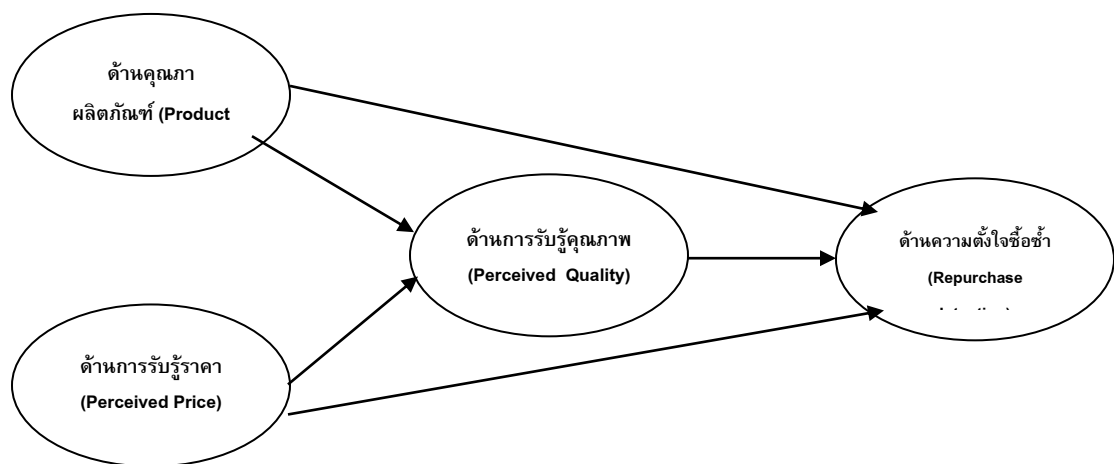 ด้านคุณภา
ผลิตภัณฑ์ (Product
ด้านการรับรู้คุณภาพ
(Perceived Quality)
ด้านความตั้งใจซื้อซ้ำ
(Repurchase
ด้านการรับรู้ราคา
(Perceived Price)